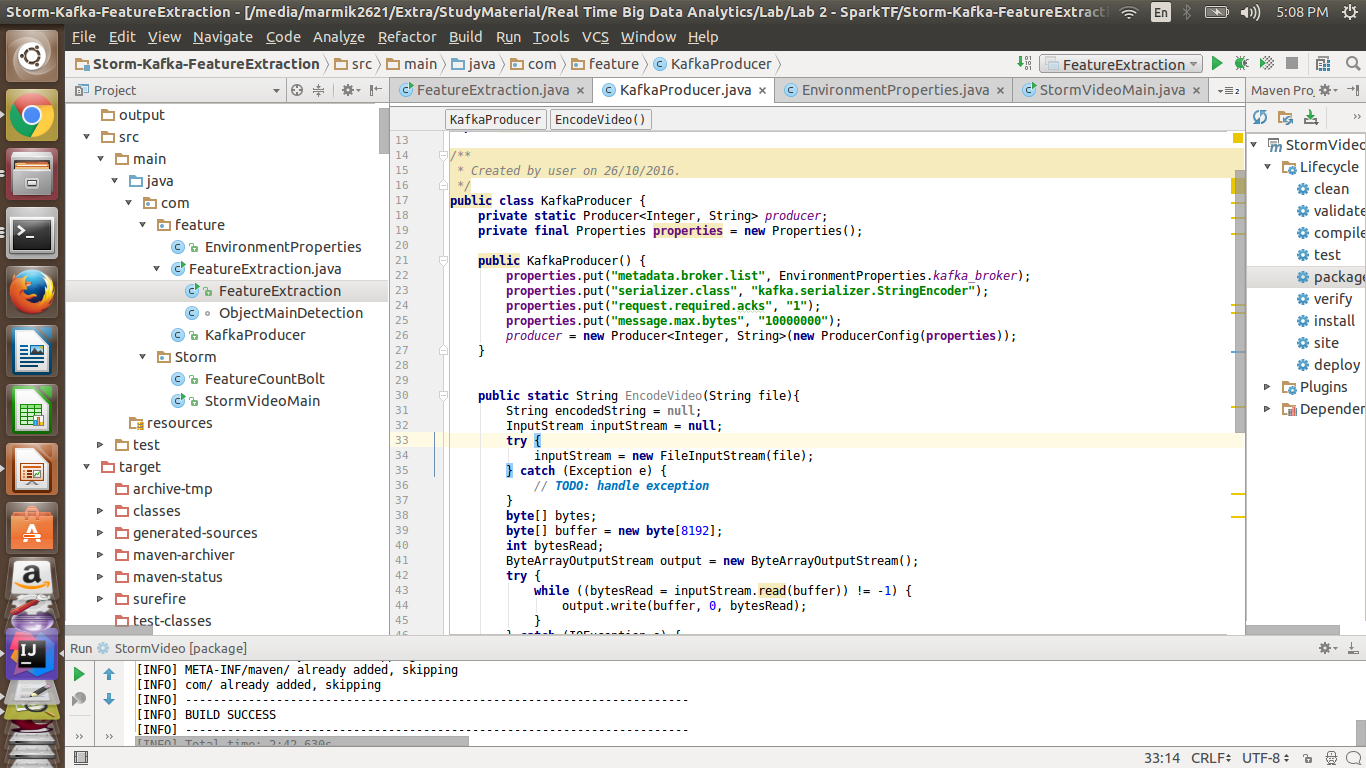 Storm-Kafka-FeatureExtraction - [/media/marmik2621/Extra/StudyMaterial/Real Time Big Data Analytics/Lab/Lab 2 - SparkTF/Storm-Kafka-FeatureExtracti
En 5:08 PM
File Edit View Navigate Code Analyze Refactor Build Run Tools VCS Window Help
Storm-Kafka-FeatureExtraction src main java com feature KafkaProducer FeatureExtraction
Project FeatureExtraction.java KafkaProducer.java EnvironmentProperties.java StormVideoMain.java Maven Proj
KafkaProducer EncodeVideo()
output
src
main
java
com
feature
EnvironmentProperties
FeatureExtraction.java
FeatureExtraction
ObjectMainDetection
KafkaProducer
Storm
FeatureCountBolt
StormVideoMain
resources
test
target
archive-tmp
classes
generated-sources
maven-archiver
maven-status
surefire
test-classes
13
14 /**
15 * Created by user on 26/10/2016.
16 */
17 public class KafkaProducer {
18 private static Producer<Integer, String> producer;
19 private final Properties properties = new Properties();
20
21 public KafkaProducer() {
22 properties.put("metadata.broker.list", EnvironmentProperties.kafka_broker);
23 properties.put("serializer.class", "kafka.serializer.StringEncoder");
24 properties.put("request.required.acks", "1");
25 properties.put("message.max.bytes", "10000000");
26 producer = new Producer<Integer, String>(new ProducerConfig(properties));
27 }
28
29
30 public static String EncodeVideo(String file){
31 String encodedString = null;
32 InputStream inputStream = null;
33 try {
34 inputStream = new FileInputStream(file);
35 } catch (Exception e) {
36 // TODO: handle exception
37 }
38 byte[] bytes;
39 byte[] buffer = new byte[8192];
40 int bytesRead;
41 ByteArrayOutputStream output = new ByteArrayOutputStream();
42 try {
43 while ((bytesRead = inputStream.read(buffer)) != -1) {
44 output.write(buffer, 0, bytesRead);
45 }
46 } catch (IOException e) {
StormVideo
Lifecycle
clean
validate
compile
test
package
verify
install
site
deploy
Plugins
Depender
Run StormVideo [package]
[INFO] META-INF/maven/ already added, skipping
[INFO] com/ already added, skipping
[INFO] ------------------------------------------------------------------------
[INFO] BUILD SUCCESS
[INFO] ------------------------------------------------------------------------
[INFO] Total time: 2:42.630s
33:14 CRLF UTF-8